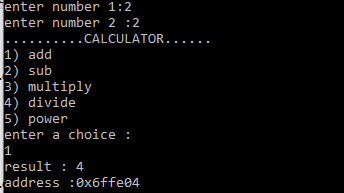 enter number 1:2
enter number 2 :2
..........CALCULATOR......
1) add
2) sub
3) multiply
4) divide
5) power
enter a choice :
1
result : 4
address :0x6ffe04